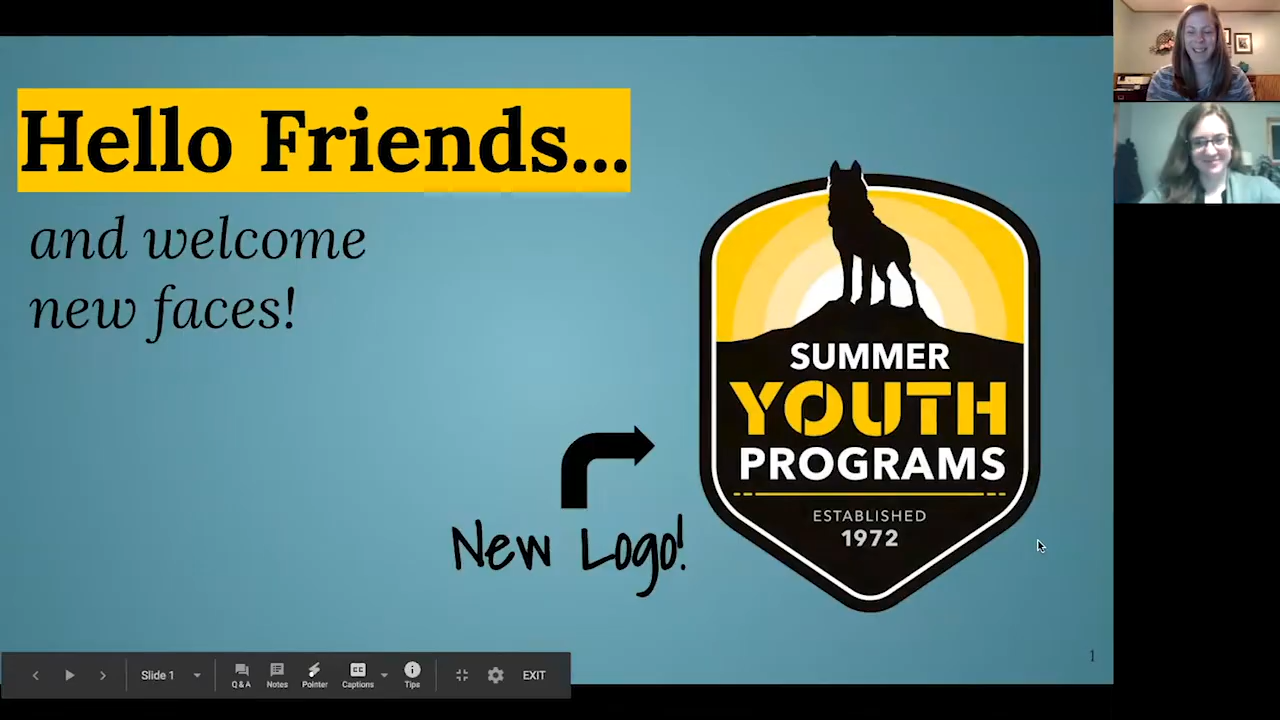 Hello Friends...
and welcome
new faces!
SUMMER
YOUTH
PROGRAMS
ESTABLISHED
1972
New Logo!
1
Slide 1
Q & A
Notes
Pointer
CC
Captions
Tips
EXIT